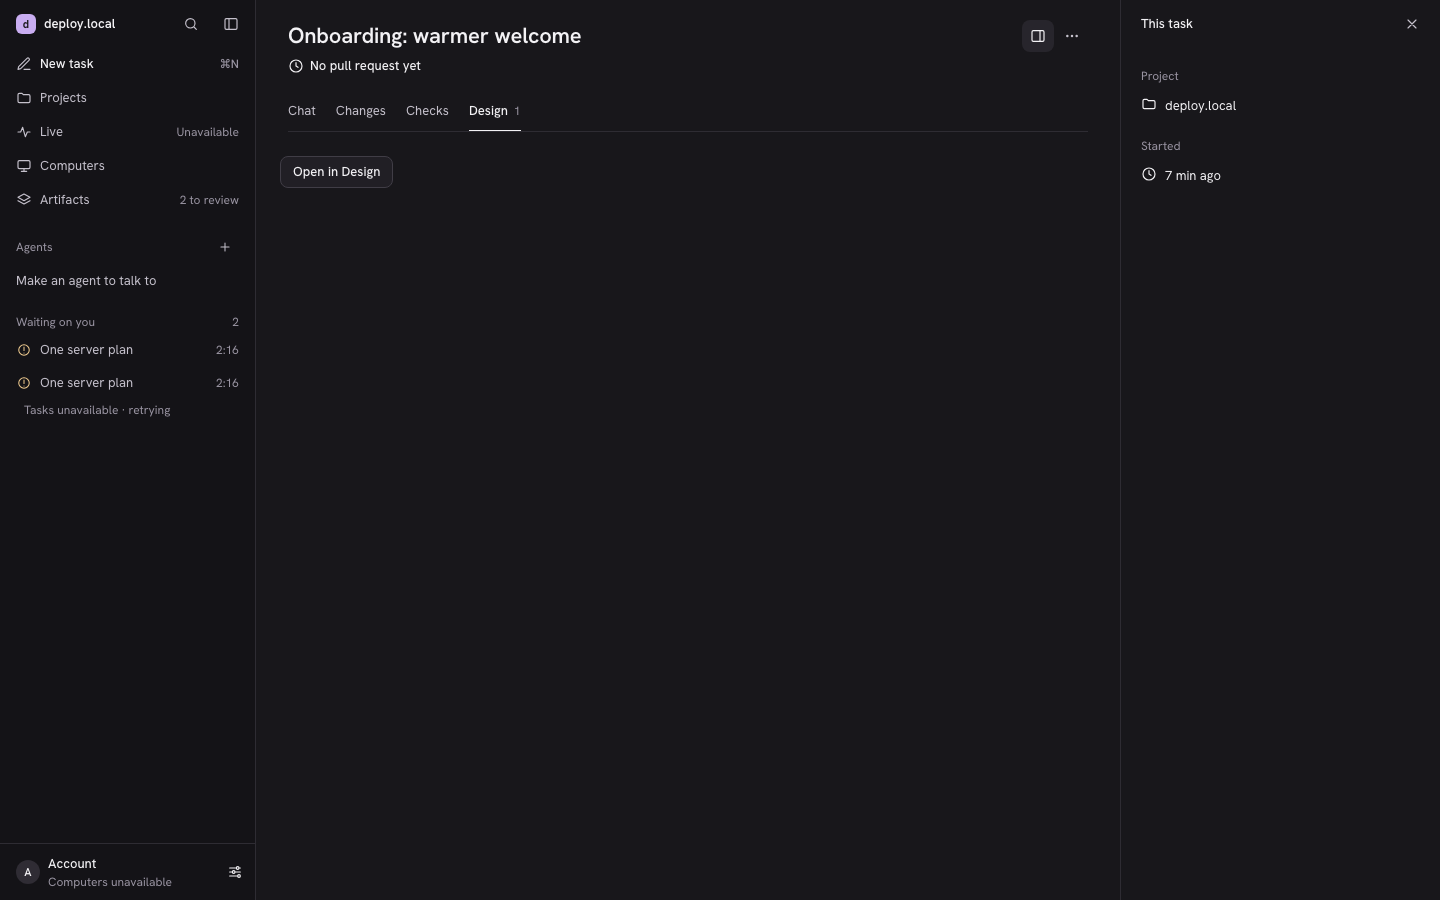 d deploy.local
New task ⌘N
Projects
Live Unavailable
Computers
Artifacts 2 to review
Agents
Make an agent to talk to
Waiting on you 2
One server plan 2:16
One server plan 2:16
Tasks unavailable · retrying
A Account
Computers unavailable
Onboarding: warmer welcome
No pull request yet
Chat Changes Checks Design 1
Open in Design
This task
Project
deploy.local
Started
7 min ago